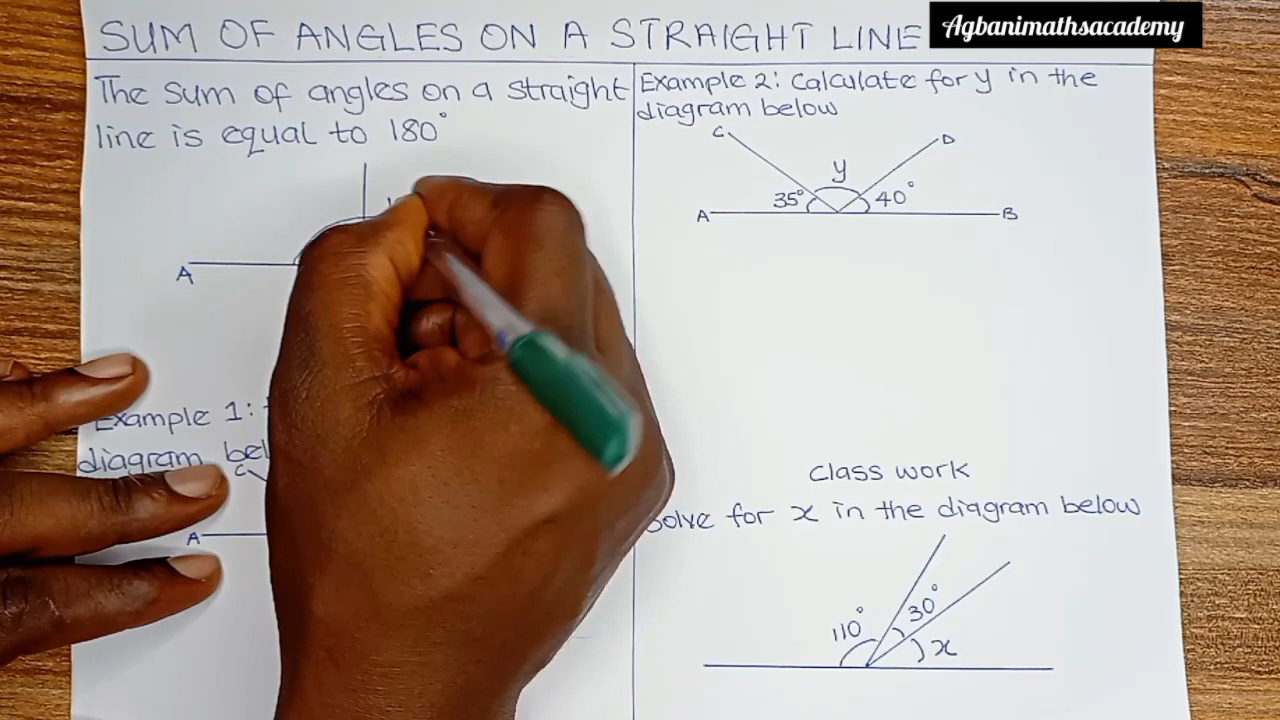 SUM OF ANGLES ON A STRAIGHT LINE
Agbanimathsacademy
The sum of angles on a straight
line is equal to 180°
A
Example 1:
diagram
C
A
Example 2: Calculate for y in the
diagram below
C
D
y
35° 40°
A B
Class work
Solve for x in the diagram below
110° 30°
x